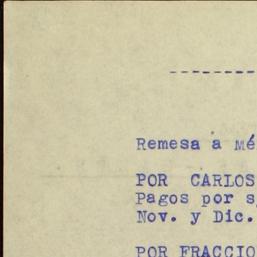 Remesa a Mé
POR CARLOS
Pagos por s/
Nov. y Dic.
POR FRACCIO